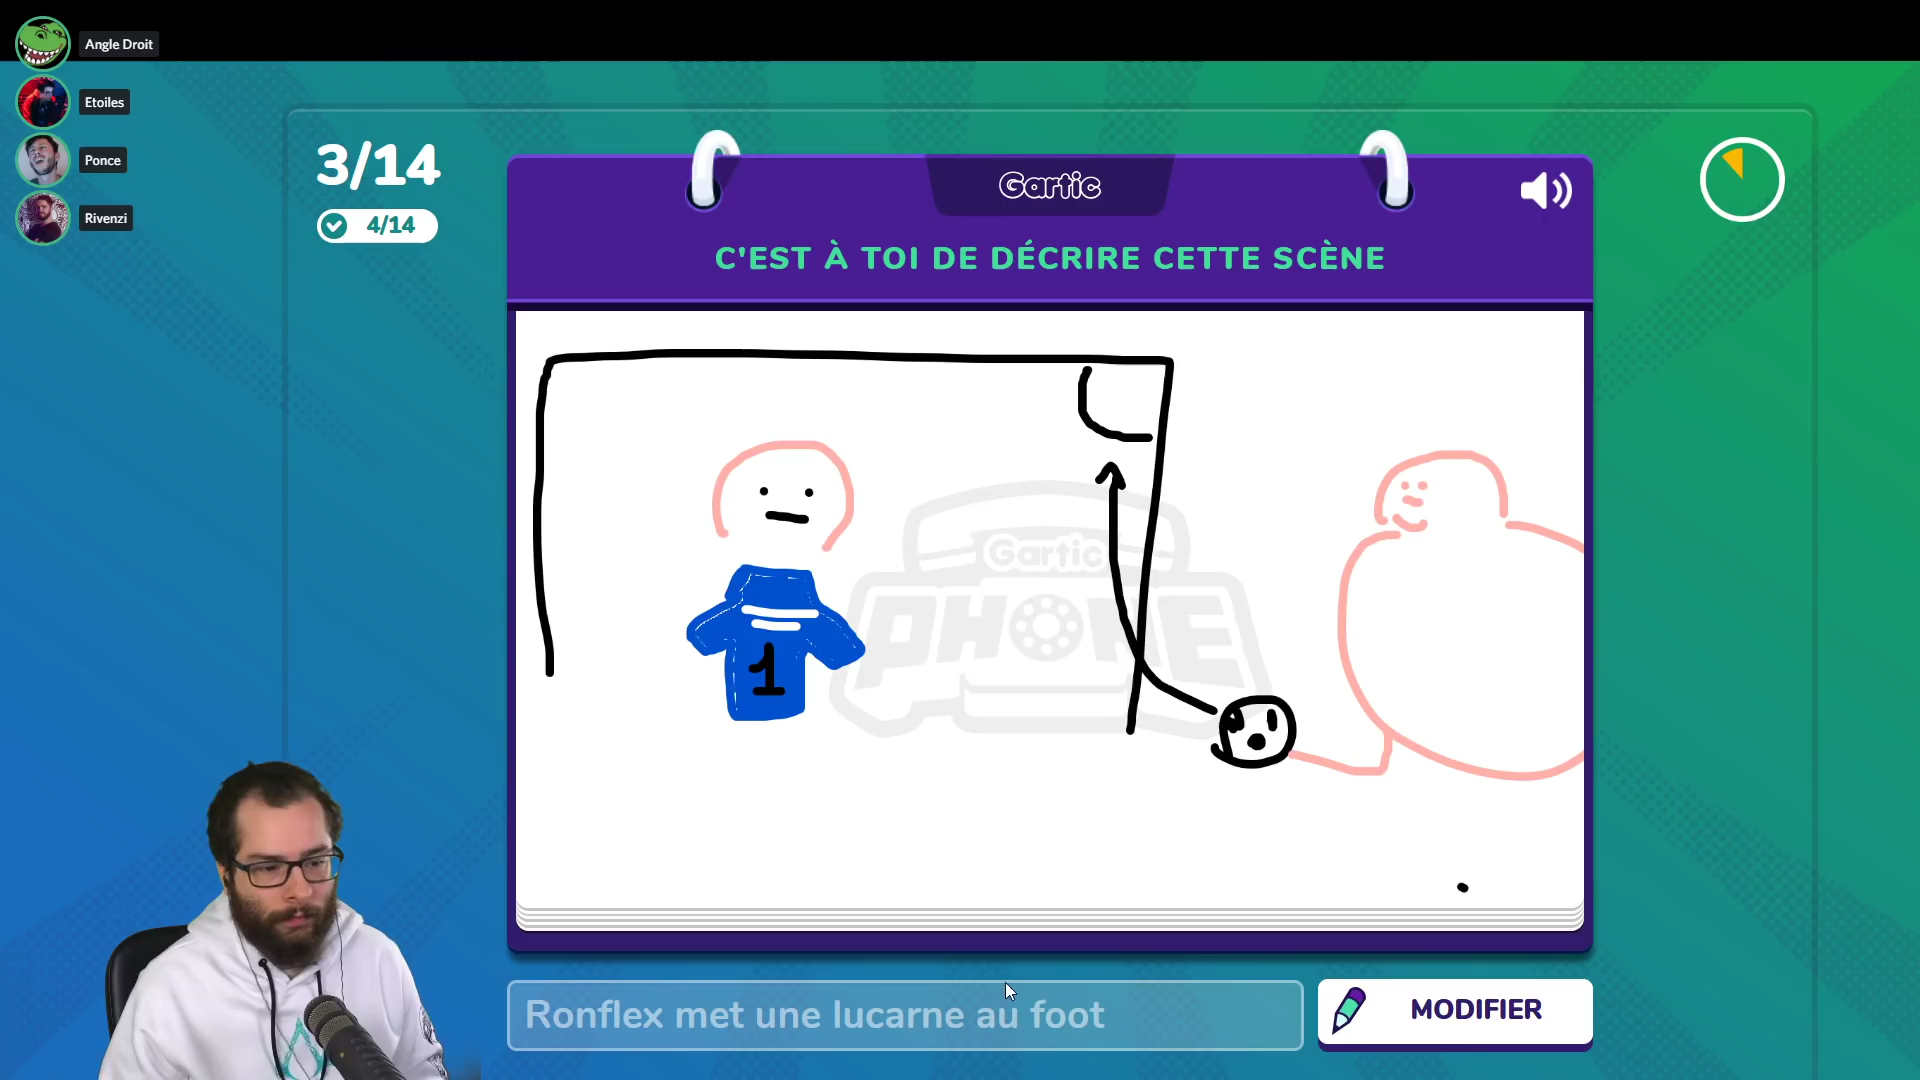 Angle Droit
Etoiles
Ponce
Rivenzi
3/14
4/14
Gartic
C'EST À TOI DE DÉCRIRE CETTE SCÈNE
Gartic
PHONE
1
Ronflex met une lucarne au foot
MODIFIER